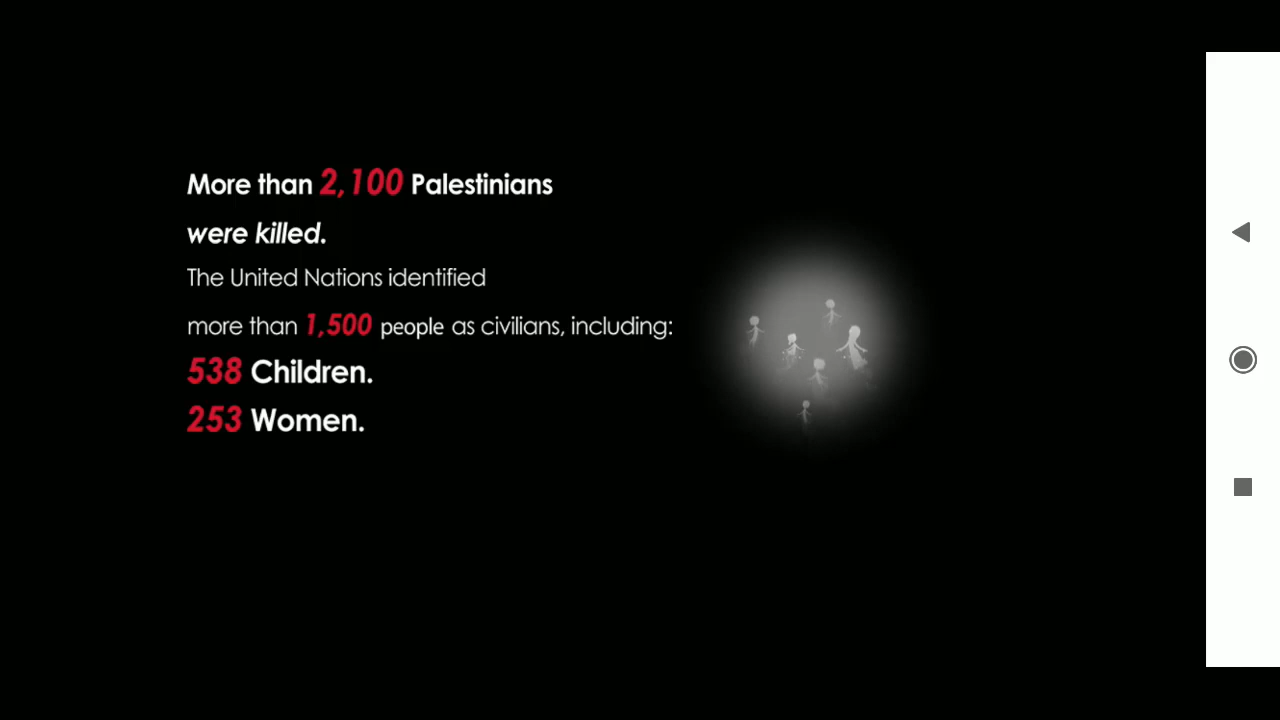 More than 2,100 Palestinians
were killed.
The United Nations identified
more than 1,500 people as civilians, including:
538 Children.
253 Women.